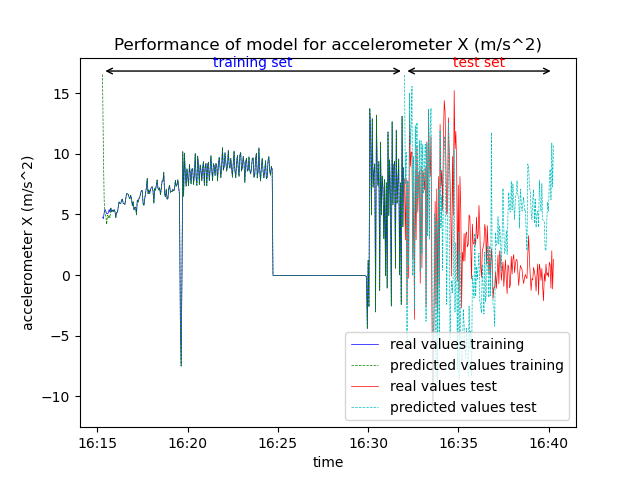 Performance of model for accelerometer X (m/s^2)
training set
test set
accelerometer X (m/s^2)
15
10
5
0
−5
−10
real values training
predicted values training
real values test
predicted values test
16:15
16:20
16:25
16:30
16:35
16:40
time